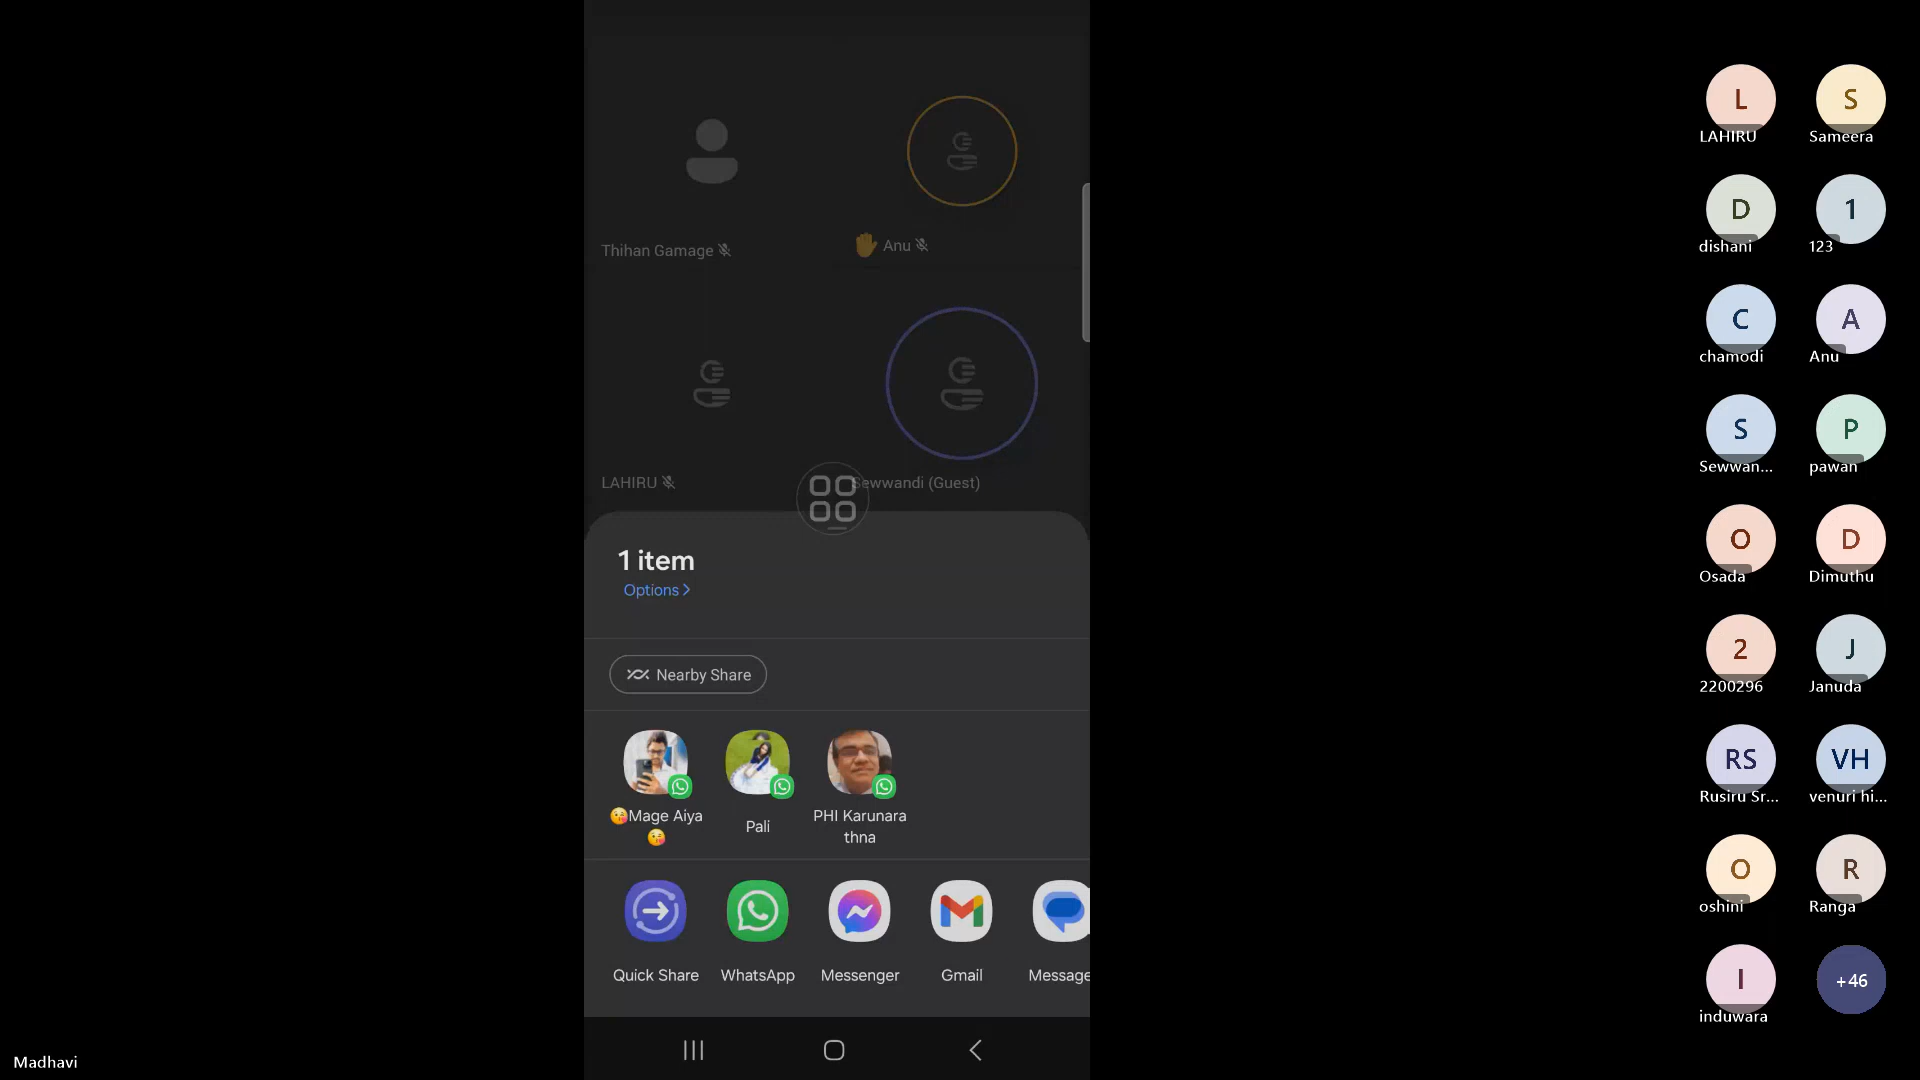 Thihan Gamage
Anu
LAHIRU
Sewwandi (Guest)
1 item
Options >
Nearby Share
😘Mage Aiya
😘
Pali
PHI Karunara
thna
Quick Share
WhatsApp
Messenger
Gmail
Message
Madhavi
L
LAHIRU
S
Sameera
D
dishani
1
123
C
chamodi
A
Anu
S
Sewwan...
P
pawan
O
Osada
D
Dimuthu
2
2200296
J
Januda
RS
Rusiru Sr...
VH
venuri hi...
O
oshini
R
Ranga
I
induwara
+46